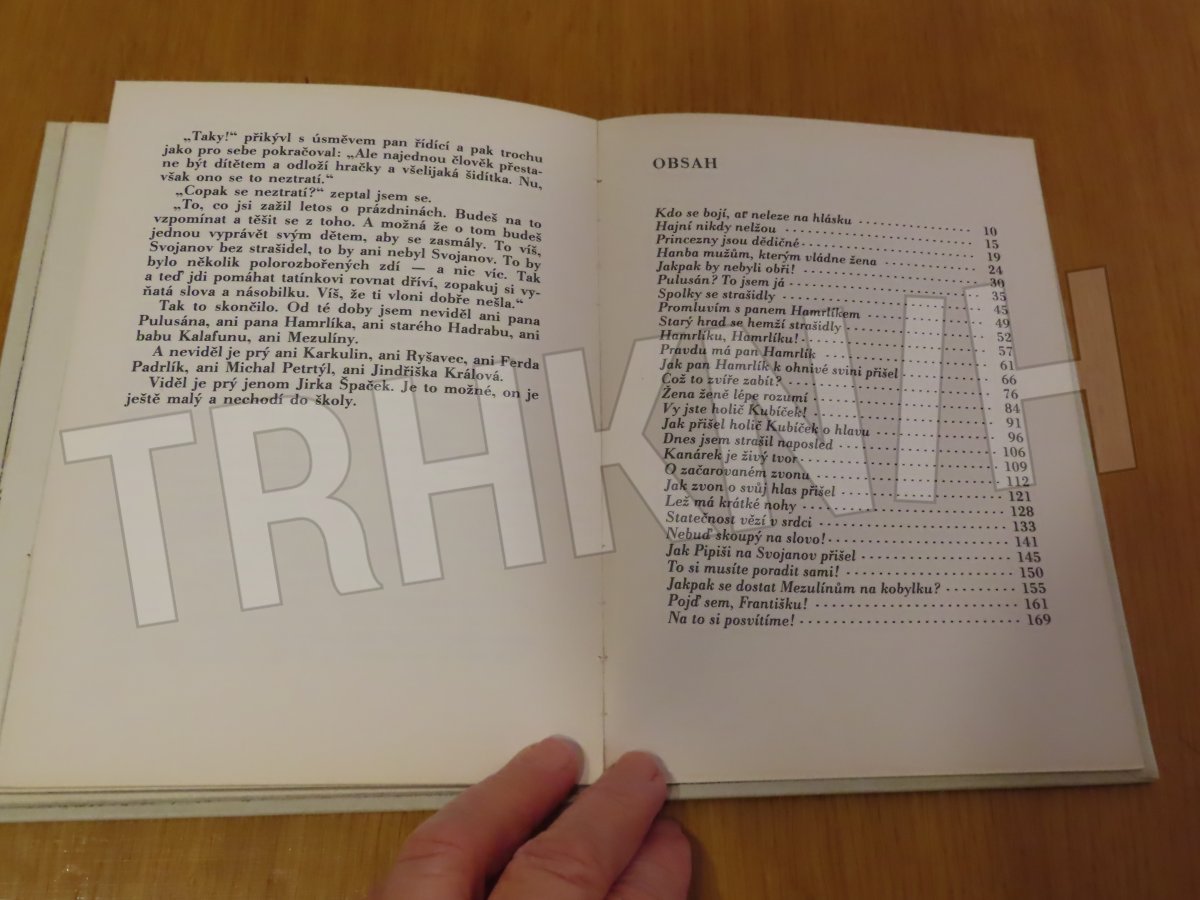 „Taky!“ přikývl s úsměvem pan řídící a pak trochu
jako pro sebe pokračoval: „Ale najednou člověk přesta-
ne být dítětem a odloží hračky a všelijaká šidítka. Nu,
však ono se to neztratí.“
„Copak se neztratí?“ zeptal jsem se.
„To, co jsi zažil letos o prázdninách. Budeš na to
vzpomínat a těšit se z toho. A možná že o tom budeš
jednou vyprávět svým dětem, aby se zasmály. To víš,
Svojanov bez strašidel, to by ani nebyl Svojanov. To by
bylo několik polorozbořených zdí — a nic víc. Tak
a teď jdi pomáhat tatínkovi rovnat dříví, zopakuj si vy-
ňatá slova a násobilku. Víš, že ti vloni dobře nešla.“
Tak to skončilo. Od té doby jsem neviděl ani pana
Pulusána, ani pana Hamrlíka, ani starého Hadrabu, ani
babu Kalafunu, ani Mezulíny.
A neviděl je prý ani Karkulin, ani Ryšavec, ani Ferda
Padrlík, ani Michal Petrtýl, ani Jindřiška Králová.
Viděl je prý jenom Jirka Špaček. Je to možné, on je
ještě malý a nechodí do školy.
OBSAH
Kdo se bojí, ať neleze na hlásku 10
Hajní nikdy nelžou 15
Princezny jsou dědičné 19
Hanba mužům, kterým vládne žena 24
Jakpak by nebyli obři! 30
Pulusán? To jsem já 35
Spolky se strašidly 45
Promluvím s panem Hamrlíkem 49
Starý hrad se hemží strašidly 52
Hamrlíku, Hamrlíku! 57
Pravdu má pan Hamrlík 61
Jak pan Hamrlík k ohnivé svini přišel 66
Což to zvíře zabít? 76
Žena ženě lépe rozumí 84
Vy jste holič Kubíček! 91
Jak přišel holič Kubíček o hlavu 96
Dnes jsem strašil naposled 106
Kanárek je živý tvor 109
O začarovaném zvonu 112
Jak zvon o svůj hlas přišel 121
Lež má krátké nohy 128
Statečnost vězí v srdci 133
Nebuď skoupý na slovo! 141
Jak Pipiši na Svojanov přišel 145
To si musíte poradit sami! 150
Jakpak se dostat Mezulínům na kobylku? 155
Pojď sem, Františku! 161
Na to si posvítíme! 169
TRHKNIH